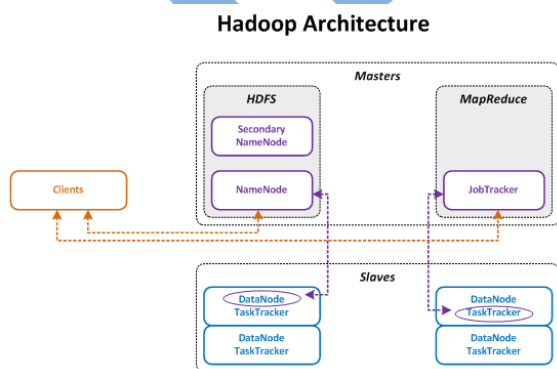 Hadoop Architecture
Masters
HDFS
MapReduce
Secondary
NameNode
Clients
NameNode
JobTracker
Slaves
DataNode
TaskTracker
DataNode
TaskTracker
DataNode
TaskTracker
DataNode
TaskTracker